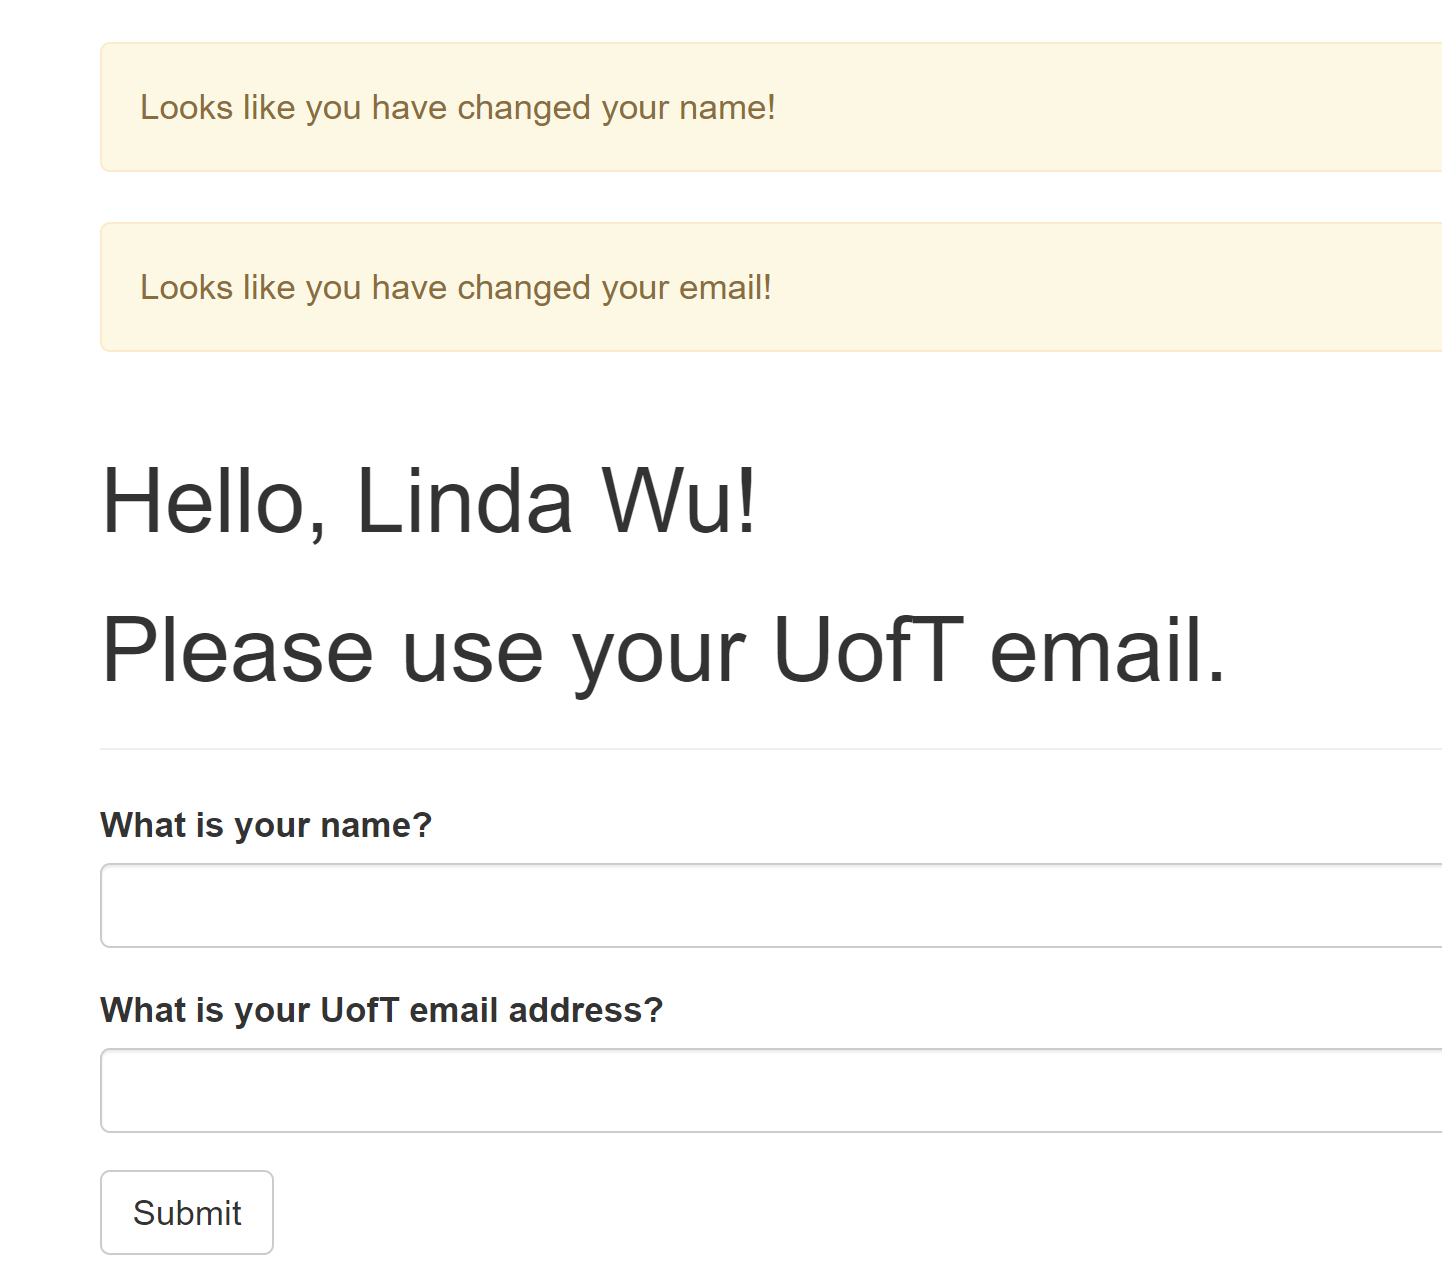 Looks like you have changed your name!
Looks like you have changed your email!
Hello, Linda Wu!
Please use your UofT email.
What is your name?
What is your UofT email address?
Submit